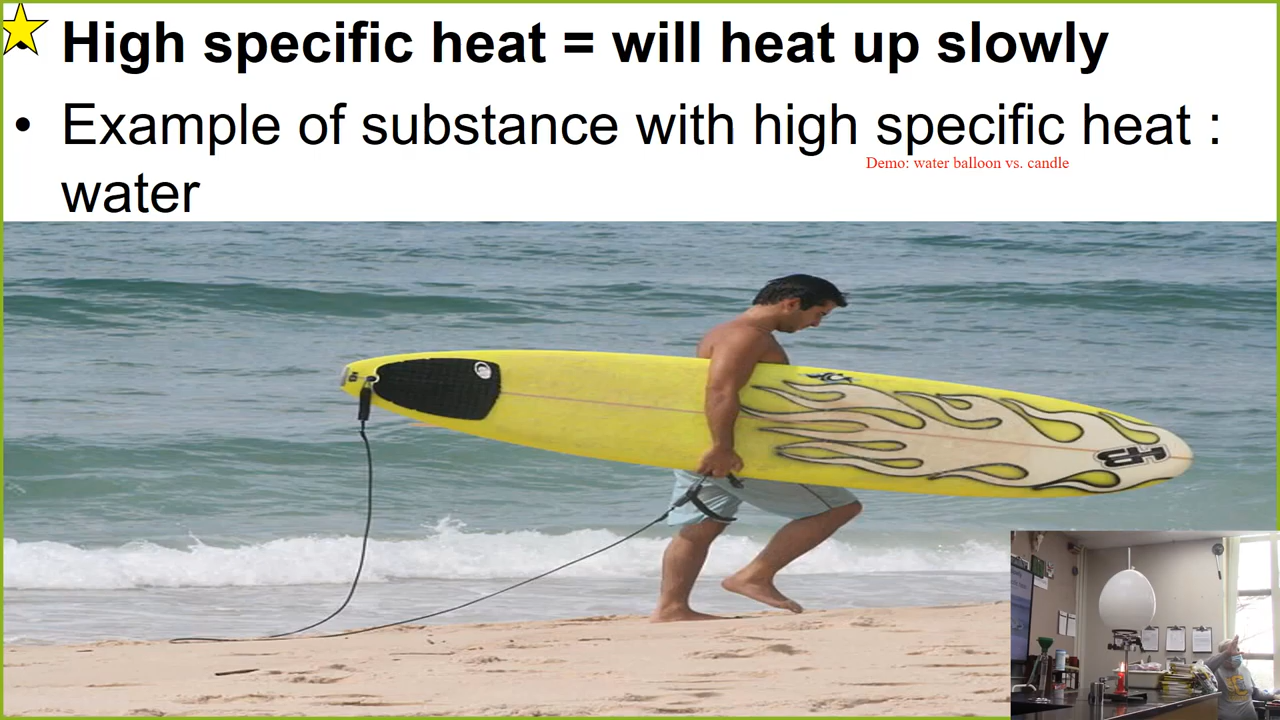 High specific heat = will heat up slowly
• Example of substance with high specific heat :
Demo: water balloon vs. candle
water